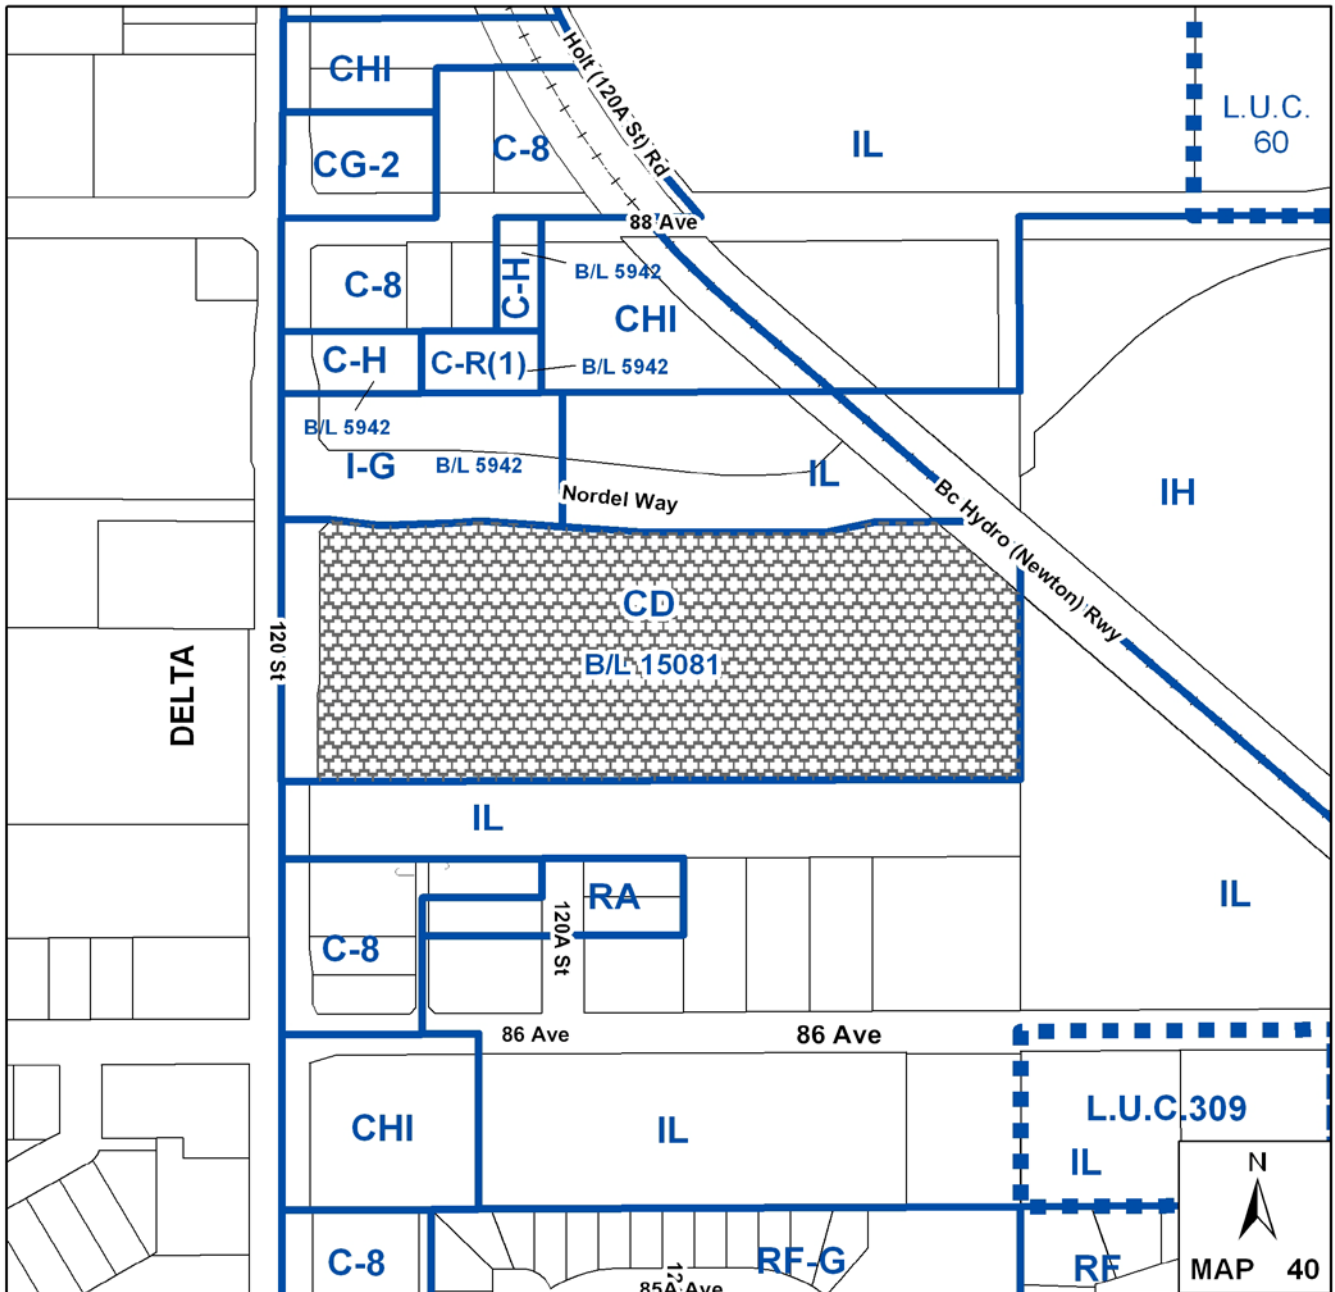 CHI
Holt (120A St) Rd
L.U.C.
60
CG-2
C-8
IL
88 Ave
C-H
B/L 5942
C-8
CHI
C-H
C-R(1)
B/L 5942
B/L 5942
I-G
B/L 5942
IL
Nordel Way
Bc Hydro (Newton) Rwy
IH
CD
B/L 15081
120 St
DELTA
IL
RA
120A St
IL
C-8
86 Ave
86 Ave
CHI
IL
L.U.C.309
IL
N
C-8
RF-G
RF
MAP 40
85A Ave